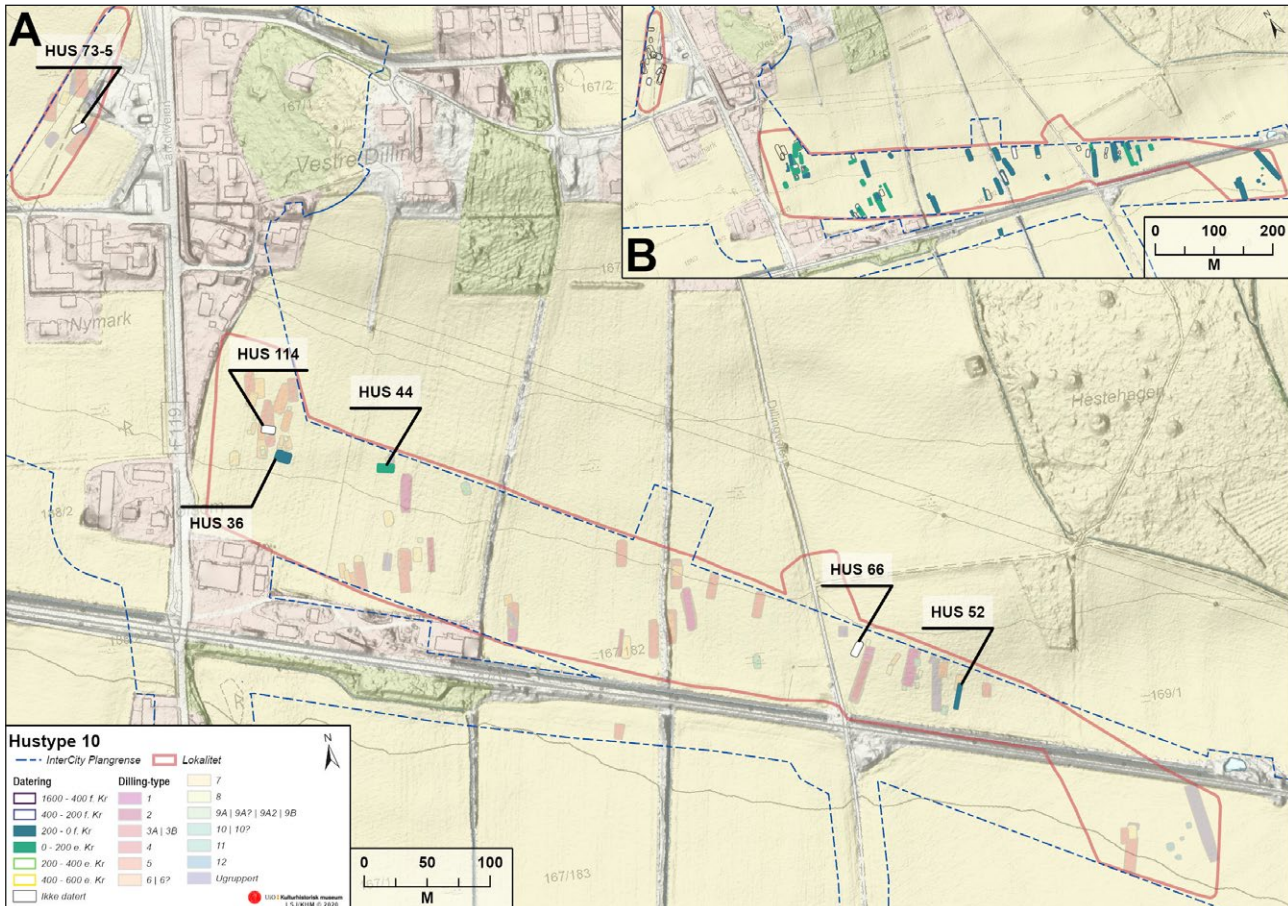 A
HUS 73-5
167/1
167/2
Vestre Dilling
Nymark
F 119
HUS 114
HUS 44
HUS 36
168/2
167/182
HUS 66
HUS 52
Hestehagen
169/1
167/183
B
N
0 100 200
M
Hustype 10
N
InterCity Plangrense
Lokalitet
Datering
1600 - 400 f. Kr
400 - 200 f. Kr
200 - 0 f. Kr
0 - 200 e. Kr
200 - 400 e. Kr
400 - 600 e. Kr
Ikke datert
Dilling-type
1
2
3A | 3B
4
5
6 | 6?
7
8
9A | 9A? | 9A2 | 9B
10 | 10?
11
12
Ugruppert
Kulturhistorisk museum
0 50 100
M